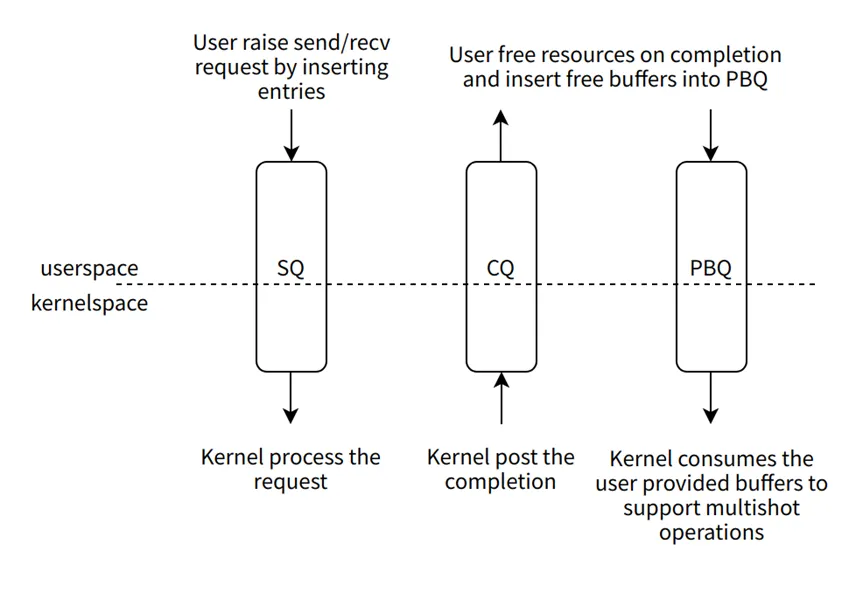 User raise send/recv
request by inserting
entries
User free resources on completion
and insert free buffers into PBQ
userspace
kernelspace
SQ
CQ
PBQ
Kernel process the
request
Kernel post the
completion
Kernel consumes the
user provided buffers to
support multishot
operations